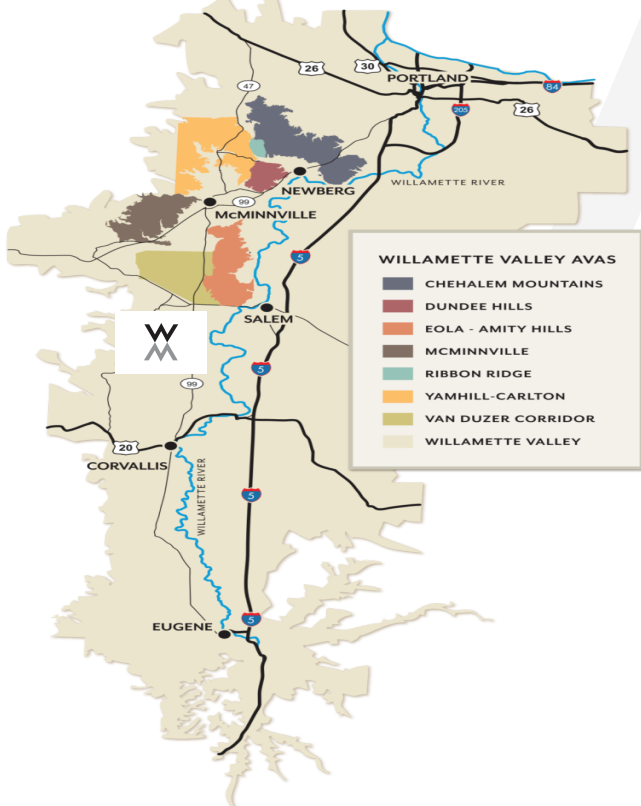 26
30
PORTLAND
84
47
205
26
NEWBERG
WILLAMETTE RIVER
99
McMINNVILLE
5
WILLAMETTE VALLEY AVAS
CHEHALEM MOUNTAINS
DUNDEE HILLS
EOLA - AMITY HILLS
MCMINNVILLE
RIBBON RIDGE
YAMHILL-CARLTON
VAN DUZER CORRIDOR
WILLAMETTE VALLEY
SALEM
W
5
99
20
CORVALLIS
WILLAMETTE RIVER
5
EUGENE
5